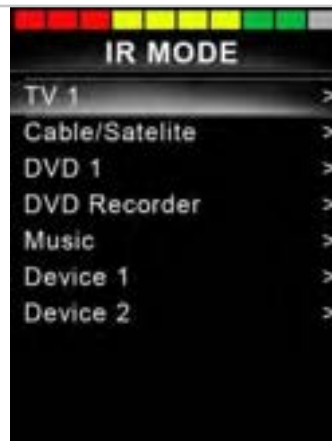 IR MODE
TV 1 >
Cable/Satelite >
DVD 1 >
DVD Recorder >
Music >
Device 1 >
Device 2 >